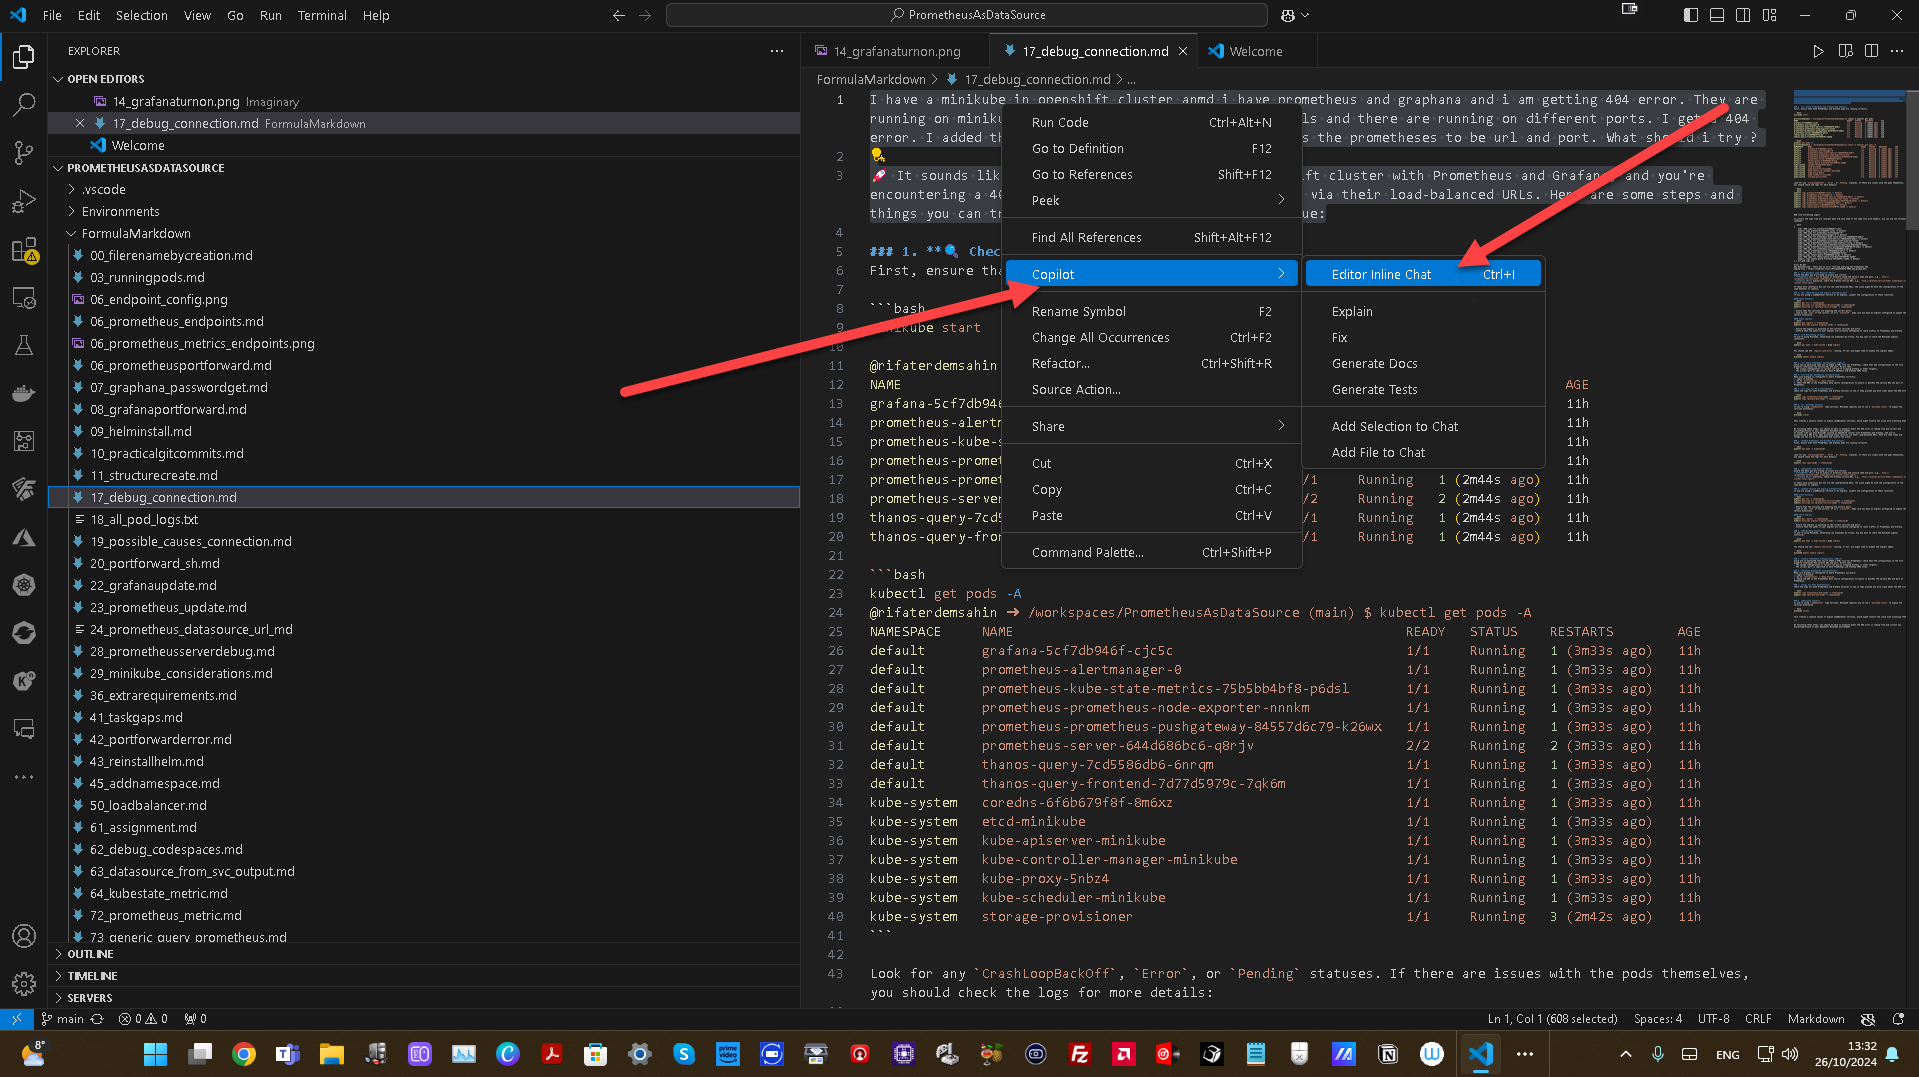 File Edit Selection View Go Run Terminal Help
PrometheusAsDataSource
EXPLORER
OPEN EDITORS
14_grafanaturnon.png Imaginary
17_debug_connection.md FormulaMarkdown
Welcome
PROMETHEUSASDATASOURCE
.vscode
Environments
FormulaMarkdown
00_filerenamebycreation.md
03_runningpods.md
06_endpoint_config.png
06_prometheus_endpoints.md
06_prometheus_metrics_endpoints.png
06_prometheusportforward.md
07_graphana_passwordget.md
08_grafanaportforward.md
09_helminstall.md
10_practicalgitcommits.md
11_structurecreate.md
17_debug_connection.md
18_all_pod_logs.txt
19_possible_causes_connection.md
20_portforward_sh.md
22_grafanaupdate.md
23_prometheus_update.md
24_prometheus_datasource_url_md
28_prometheusserverdebug.md
29_minikube_considerations.md
36_extrarequirements.md
41_taskgaps.md
42_portforwarderror.md
43_reinstallhelm.md
45_addnamespace.md
50_loadbalancer.md
61_assignment.md
62_debug_codespaces.md
63_datasource_from_svc_output.md
64_kubestate_metric.md
72_prometheus_metric.md
73_generic_query_prometheus.md
OUTLINE
TIMELINE
SERVERS
14_grafanaturnon.png 17_debug_connection.md Welcome
FormulaMarkdown > 17_debug_connection.md > ...
1 I have a minikube in openshift cluster anmd i have prometheus and graphana and i am getting 404 error. They are
running on miniku ls and there are running on different ports. I get a 404
error. I added th s the prometheses to be url and port. What should i try ?
2
3 🚀 It sounds lik ft cluster with Prometheus and Grafana, and you're
encountering a 40 via their load-balanced URLs. Here are some steps and
things you can tr ue:
4
5 ### 1. **🔍 Chec
6 First, ensure tha
7
8 ```bash
9 minikube start
10
11 @rifaterdemsahin
12 NAME AGE
13 grafana-5cf7db946 11h
14 prometheus-alertm 11h
15 prometheus-kube-s 11h
16 prometheus-promet 11h
17 prometheus-promet /1 Running 1 (2m44s ago) 11h
18 prometheus-serve /2 Running 2 (2m44s ago) 11h
19 thanos-query-7cd5 /1 Running 1 (2m44s ago) 11h
20 thanos-query-fron /1 Running 1 (2m44s ago) 11h
21
22 ```bash
23 kubectl get pods -A
24 @rifaterdemsahin ➜ /workspaces/PrometheusAsDataSource (main) $ kubectl get pods -A
25 NAMESPACE NAME READY STATUS RESTARTS AGE
26 default grafana-5cf7db946f-cjc5c 1/1 Running 1 (3m33s ago) 11h
27 default prometheus-alertmanager-0 1/1 Running 1 (3m33s ago) 11h
28 default prometheus-kube-state-metrics-75b5bb4bf8-p6dsl 1/1 Running 1 (3m33s ago) 11h
29 default prometheus-prometheus-node-exporter-nnnkm 1/1 Running 1 (3m33s ago) 11h
30 default prometheus-prometheus-pushgateway-84557d6c79-k26wx 1/1 Running 1 (3m33s ago) 11h
31 default prometheus-server-644d686bc6-q8rjv 2/2 Running 2 (3m33s ago) 11h
32 default thanos-query-7cd5586db6-6nrqm 1/1 Running 1 (3m33s ago) 11h
33 default thanos-query-frontend-7d77d5979c-7qk6m 1/1 Running 1 (3m33s ago) 11h
34 kube-system coredns-6f6b679f8f-8m6xz 1/1 Running 1 (3m33s ago) 11h
35 kube-system etcd-minikube 1/1 Running 1 (3m33s ago) 11h
36 kube-system kube-apiserver-minikube 1/1 Running 1 (3m33s ago) 11h
37 kube-system kube-controller-manager-minikube 1/1 Running 1 (3m33s ago) 11h
38 kube-system kube-proxy-5nbz4 1/1 Running 1 (3m33s ago) 11h
39 kube-system kube-scheduler-minikube 1/1 Running 1 (3m33s ago) 11h
40 kube-system storage-provisioner 1/1 Running 3 (2m42s ago) 11h
41 ```
42
43 Look for any `CrashLoopBackOff`, `Error`, or `Pending` statuses. If there are issues with the pods themselves,
you should check the logs for more details:
Run Code Ctrl+Alt+N
Go to Definition F12
Go to References Shift+F12
Peek
Find All References Shift+Alt+F12
Copilot
Rename Symbol F2
Change All Occurrences Ctrl+F2
Refactor... Ctrl+Shift+R
Source Action...
Share
Cut Ctrl+X
Copy Ctrl+C
Paste Ctrl+V
Command Palette... Ctrl+Shift+P
Editor Inline Chat Ctrl+I
Explain
Fix
Generate Docs
Generate Tests
Add Selection to Chat
Add File to Chat
main 0 0 0
Ln 1, Col 1 (608 selected) Spaces: 4 UTF-8 CRLF Markdown
8°
ENG 13:32
26/10/2024